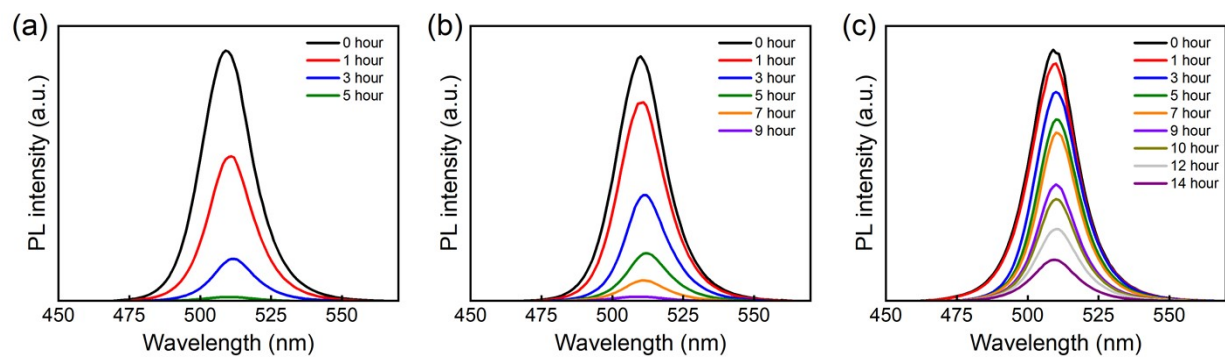 (a)
0 hour
1 hour
3 hour
5 hour
PL intensity (a.u.)
450 475 500 525 550
Wavelength (nm)
(b)
0 hour
1 hour
3 hour
5 hour
7 hour
9 hour
PL intensity (a.u.)
450 475 500 525 550
Wavelength (nm)
(c)
0 hour
1 hour
3 hour
5 hour
7 hour
9 hour
10 hour
12 hour
14 hour
PL intensity (a.u.)
450 475 500 525 550
Wavelength (nm)